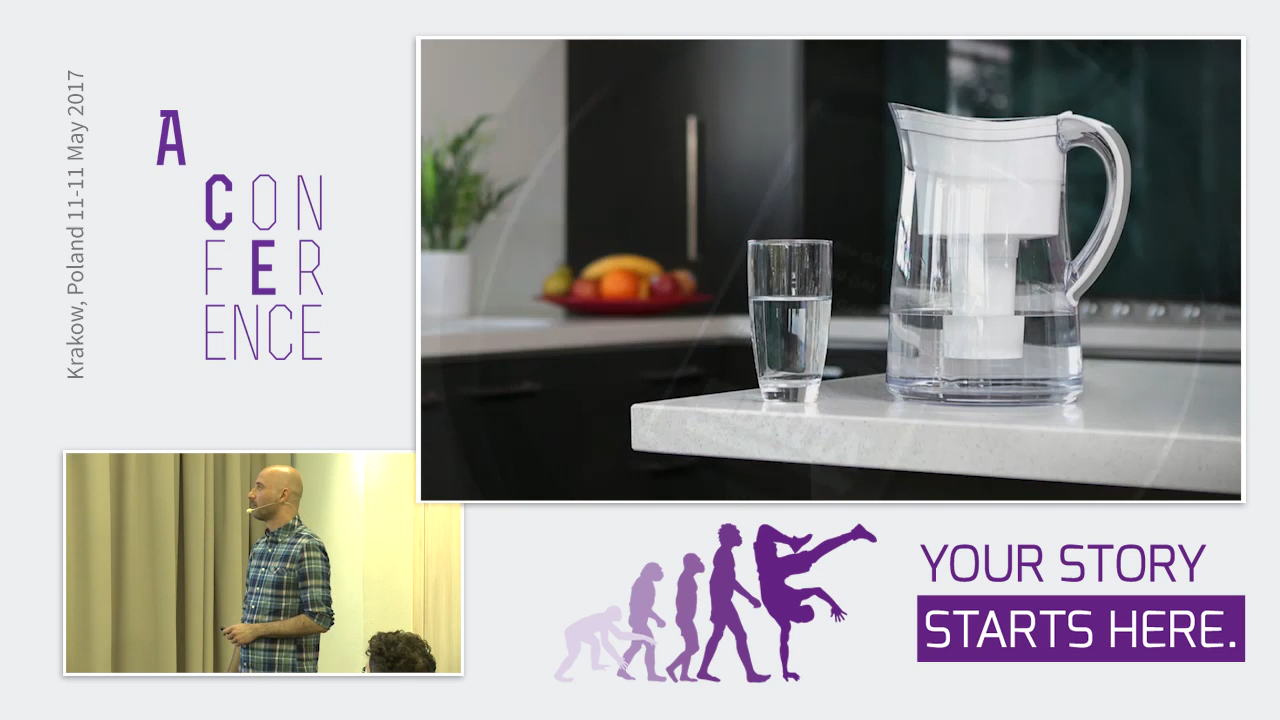 Krakow, Poland 11-11 May 2017
A
CON
FER
ENCE
YOUR STORY
STARTS HERE.